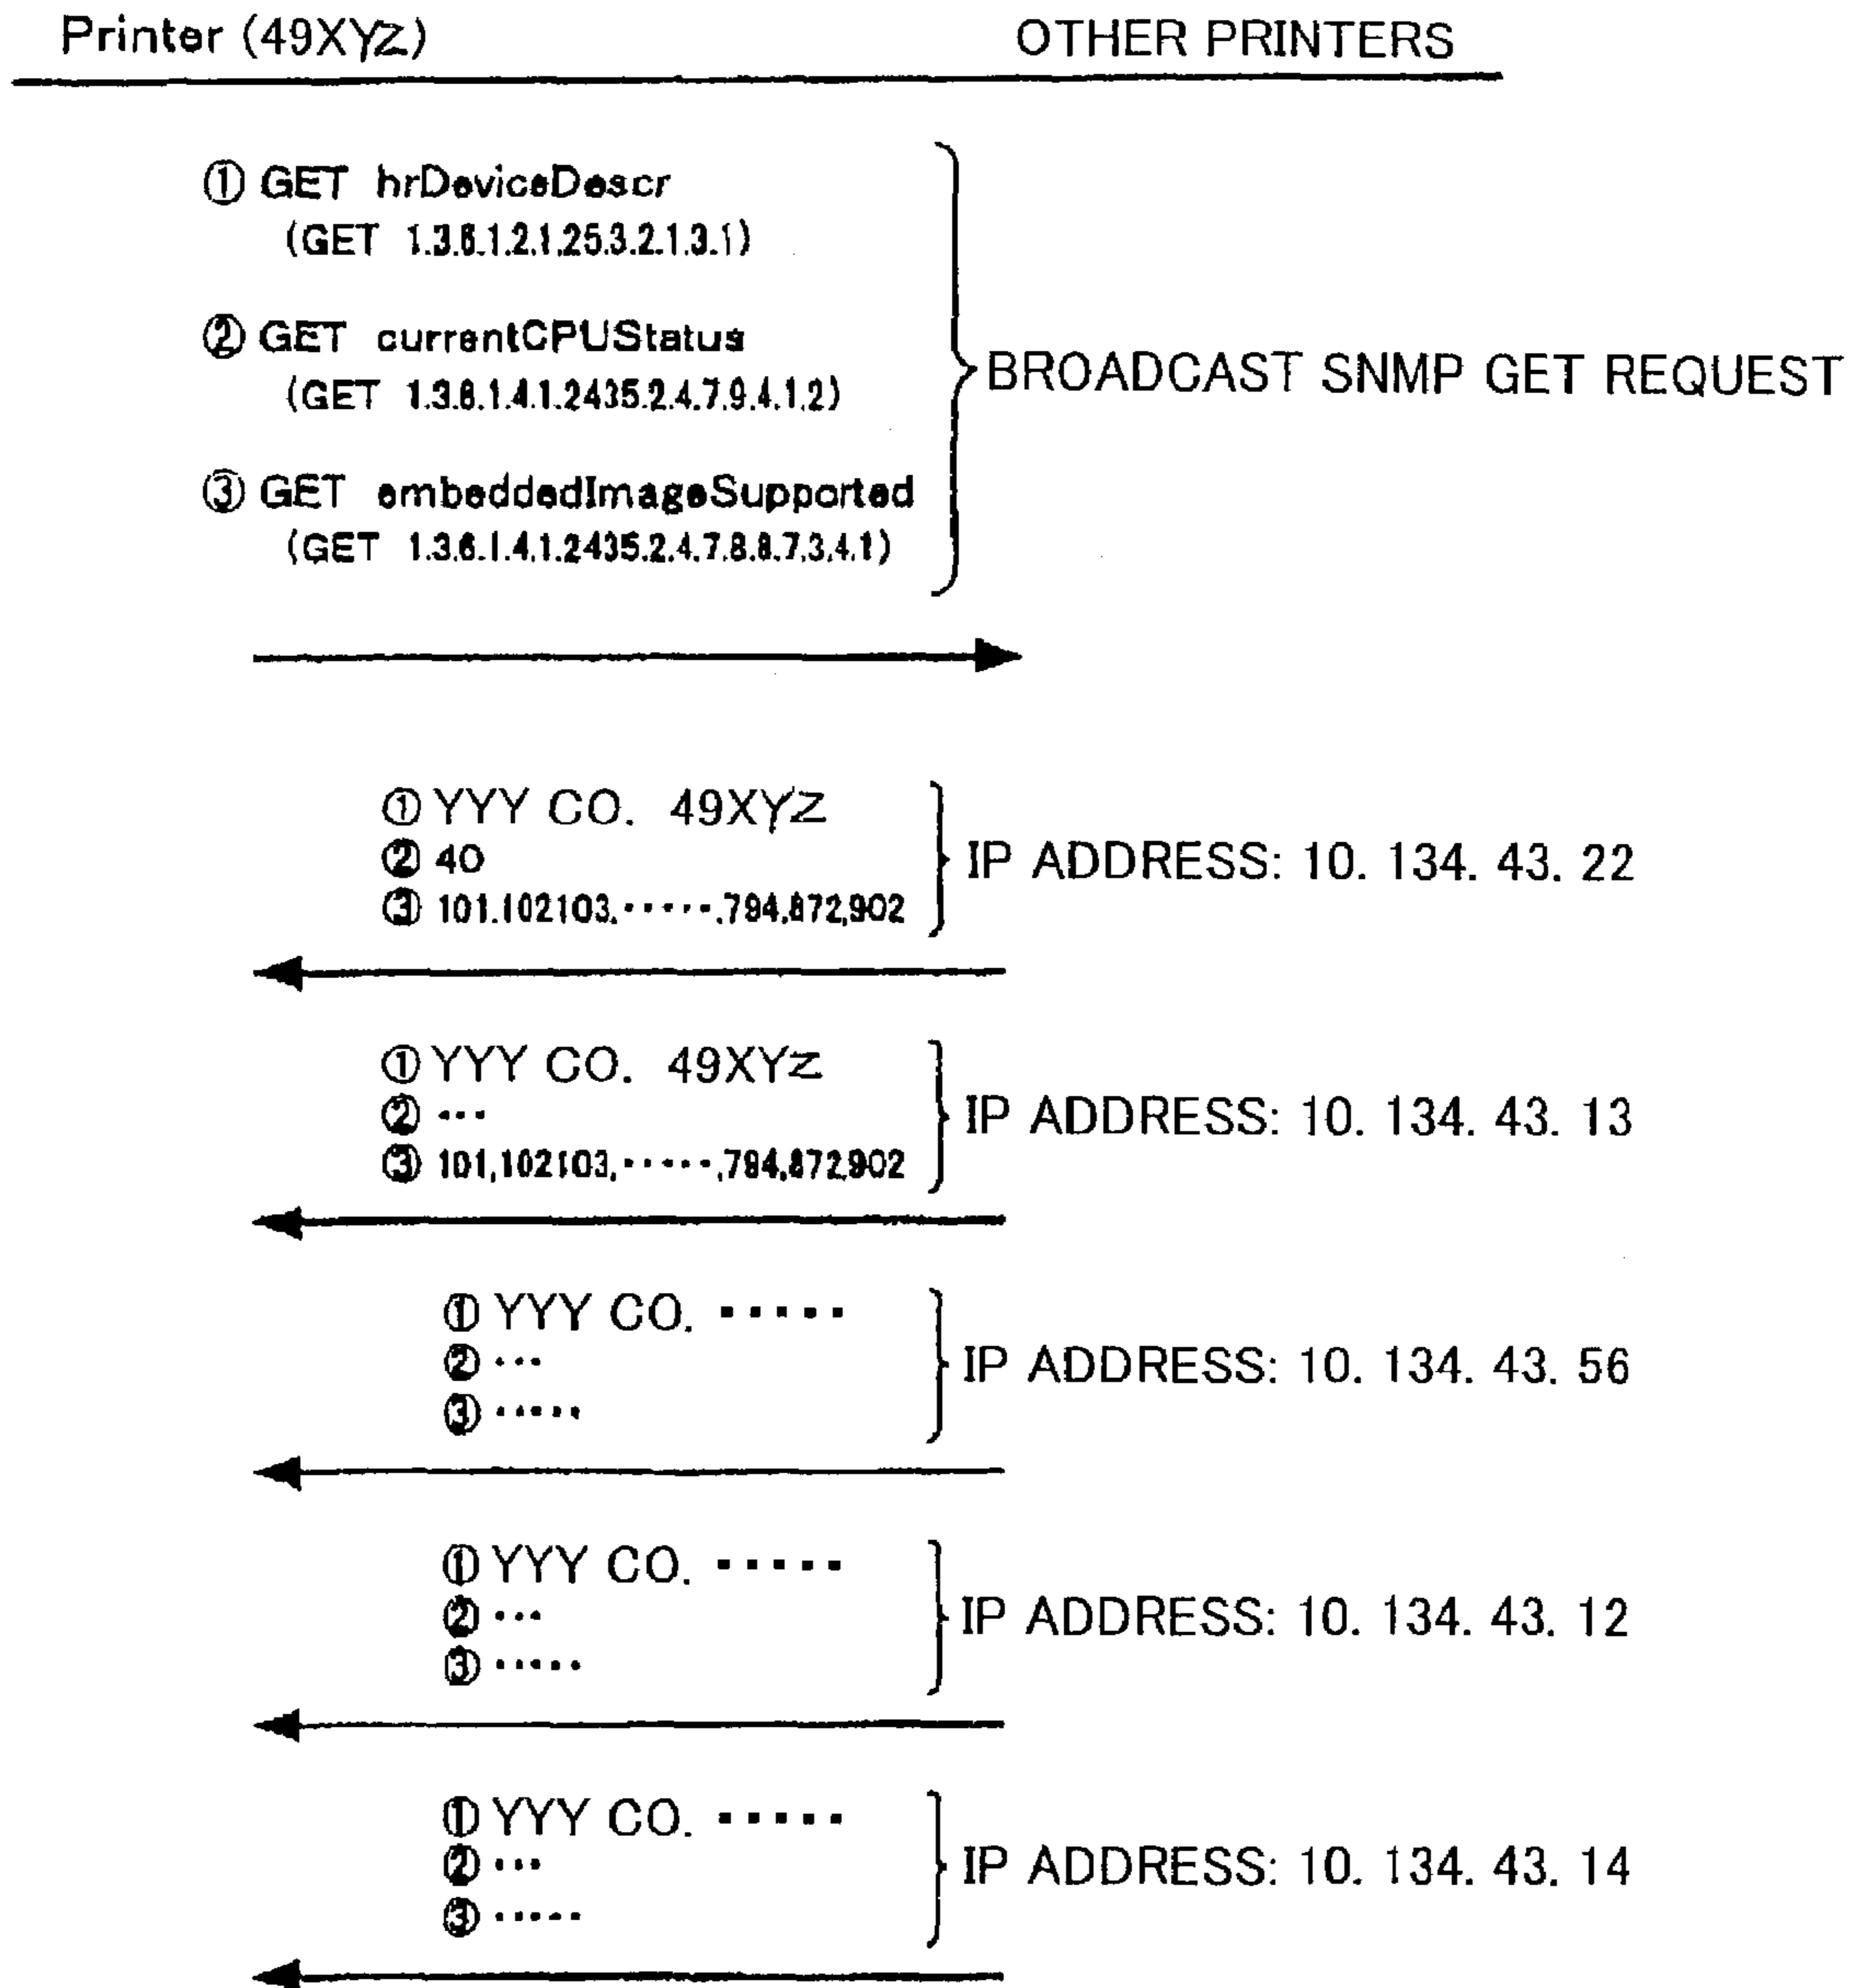 Printer (49XYZ) OTHER PRINTERS
① GET hrDeviceDescr
(GET 1.3.6.1.2.1.25.3.2.1.3.1)
② GET currentCPUStatus
(GET 1.3.6.1.4.1.2435.2.4.7.9.4.1.2)
③ GET embeddedImageSupported
(GET 1.3.6.1.4.1.2435.2.4.7.8.8.7.3.4.1)
BROADCAST SNMP GET REQUEST
① YYY CO. 49XYZ
② 40
③ 101.102103.·····.794,872,902
IP ADDRESS: 10. 134. 43. 22
① YYY CO. 49XYZ
② ···
③ 101,102103,·····,794,872,902
IP ADDRESS: 10. 134. 43. 13
① YYY CO. ·····
② ···
③ ·····
IP ADDRESS: 10. 134. 43. 56
① YYY CO. ·····
② ···
③ ·····
IP ADDRESS: 10. 134. 43. 12
① YYY CO. ·····
② ···
③ ·····
IP ADDRESS: 10. 134. 43. 14